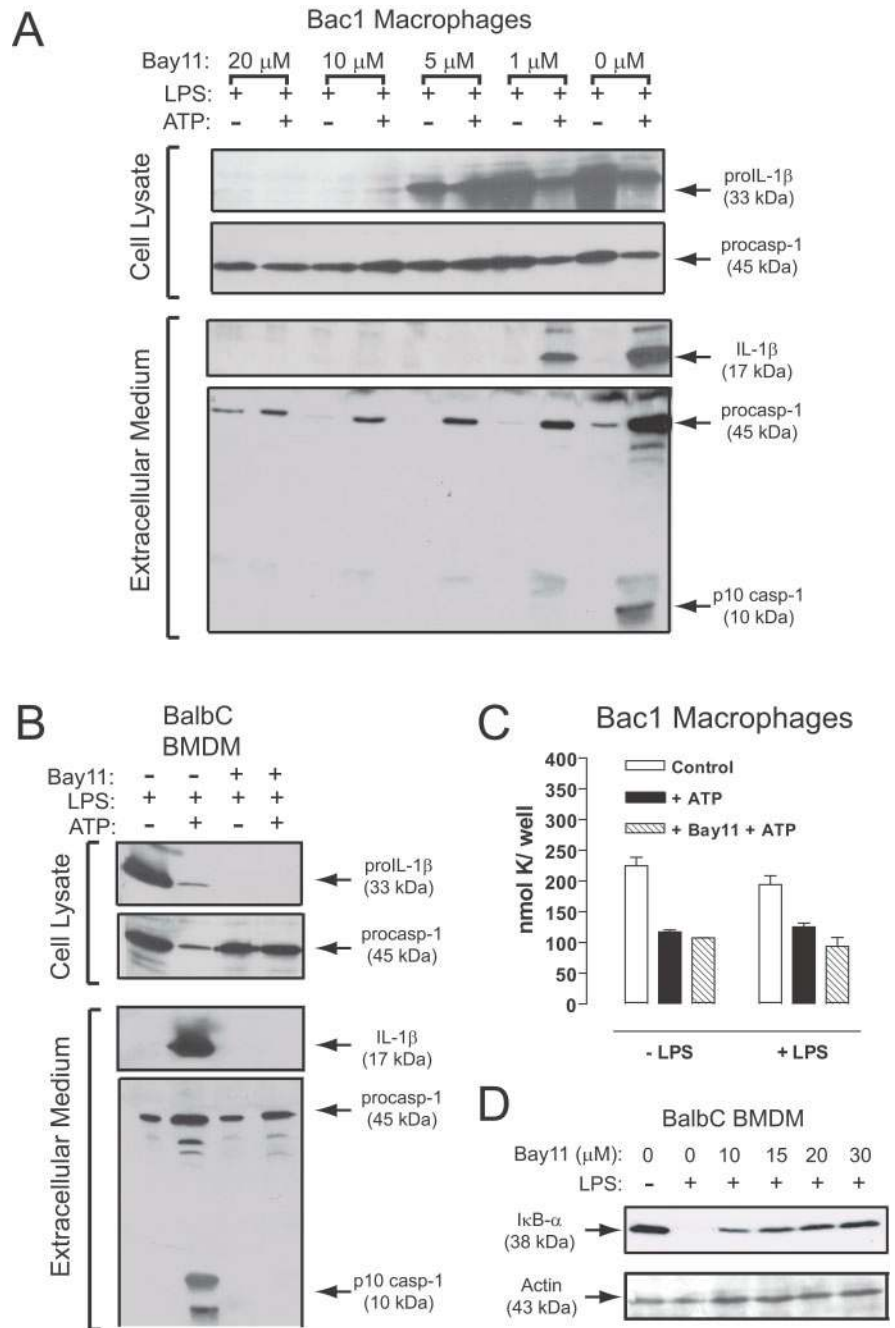 A
Bac1 Macrophages
Bay11: 20 μM 10 μM 5 μM 1 μM 0 μM
LPS: + + + + + + + + + +
ATP: - + - + - + - + - +
Cell Lysate
proIL-1β
(33 kDa)
procasp-1
(45 kDa)
Extracellular Medium
IL-1β
(17 kDa)
procasp-1
(45 kDa)
p10 casp-1
(10 kDa)
B
BalbC
BMDM
Bay11: - - + +
LPS: + + + +
ATP: - + - +
Cell Lysate
proIL-1β
(33 kDa)
procasp-1
(45 kDa)
Extracellular Medium
IL-1β
(17 kDa)
procasp-1
(45 kDa)
p10 casp-1
(10 kDa)
C
Bac1 Macrophages
nmol K/ well
400
350
300
250
200
150
100
50
0
Control
+ ATP
+ Bay11 + ATP
- LPS + LPS
D
BalbC BMDM
Bay11 (μM): 0 0 10 15 20 30
LPS: - + + + + +
IκB-α
(38 kDa)
Actin
(43 kDa)